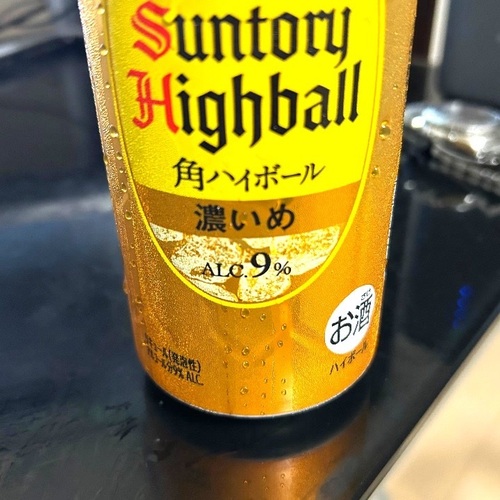 Suntory
Highball
角ハイボール
濃いめ
ALC.9%
お酒
ハイボール